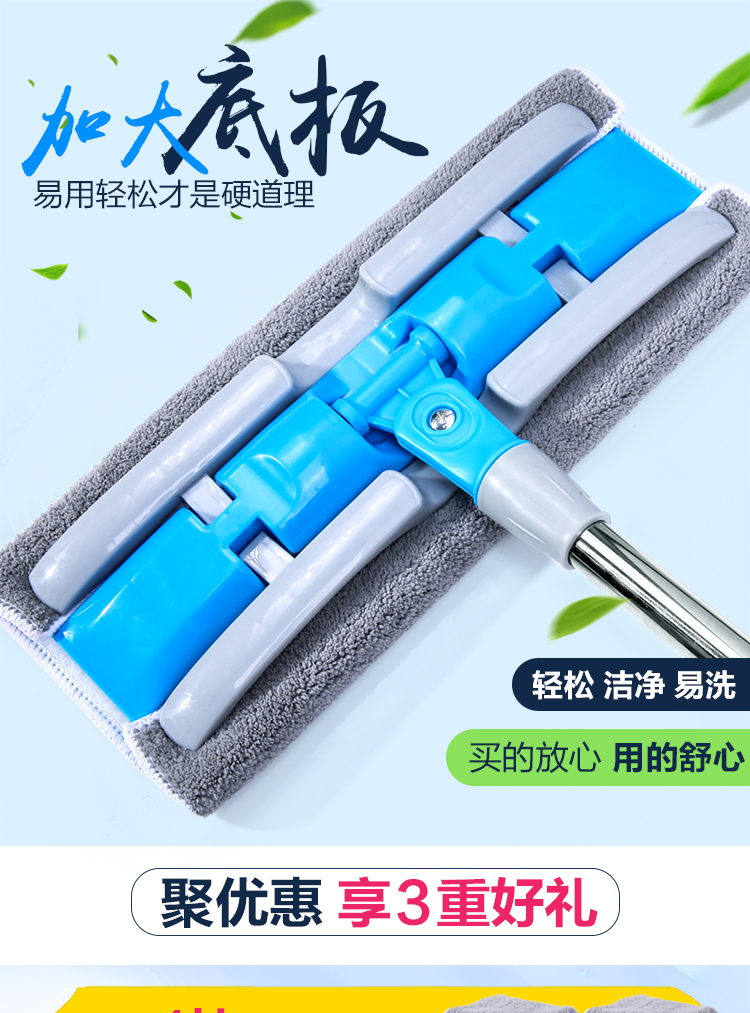 加大底板
易用轻松才是硬道理
轻松 洁净 易洗
买的放心 用的舒心
聚优惠 享3重好礼